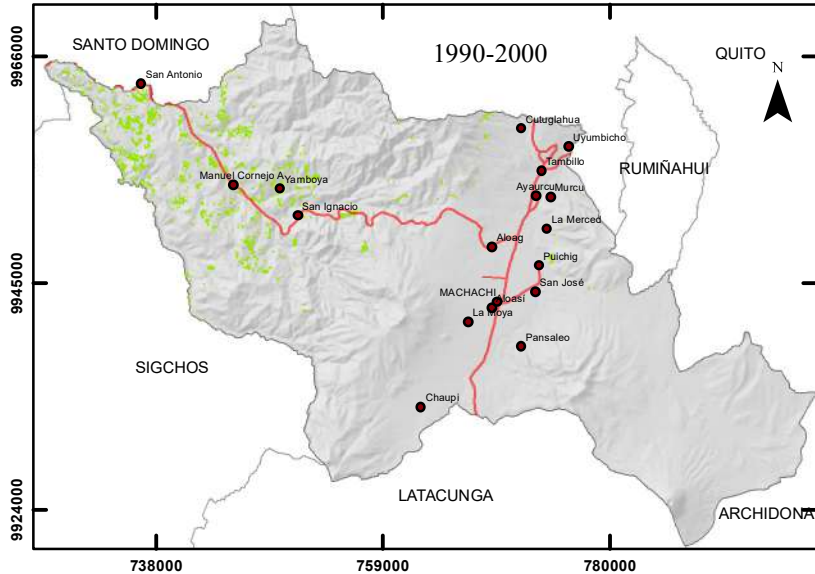 SANTO DOMINGO
1990-2000
QUITO
N
San Antonio
Cutuglahua
Uyumbicho
RUMIÑAHUI
Tambillo
Manuel Cornejo A
Yamboya
Ayaurcu
Murcu
San Ignacio
La Merced
Aloag
Puichig
San José
MACHACHI
Aloasi
La Moya
Pansaleo
SIGCHOS
Chaupi
LATACUNGA
ARCHIDONA
9966000
9945000
9924000
738000
759000
780000